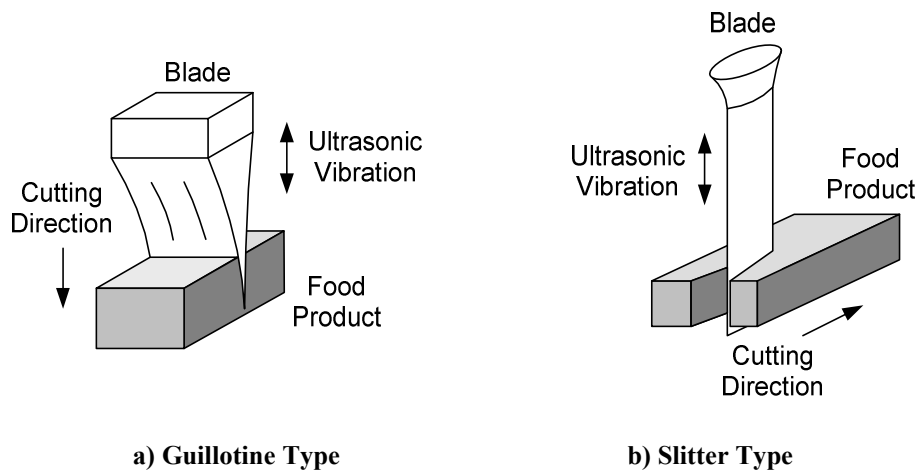 Blade
Ultrasonic
Vibration
Cutting
Direction
Food
Product
a) Guillotine Type
Blade
Ultrasonic
Vibration
Food
Product
Cutting
Direction
b) Slitter Type